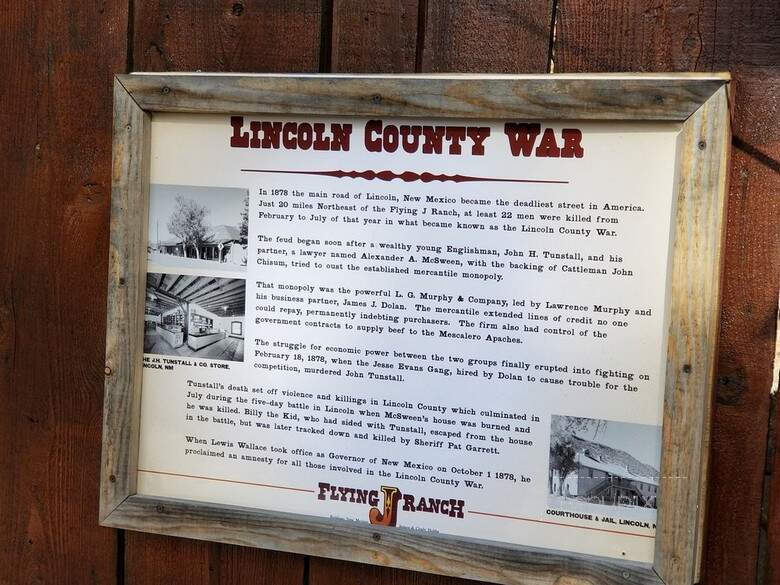 LINCOLN COUNTY WAR
In 1878 the main road of Lincoln, New Mexico became the deadliest street in America.
Just 20 miles Northeast of the Flying J Ranch, at least 22 men were killed from
February to July of that year in what became known as the Lincoln County War.
The feud began soon after a wealthy young Englishman, John H. Tunstall, and his
partner, a lawyer named Alexander A. McSween, with the backing of Cattleman John
Chisum, tried to oust the established mercantile monopoly.
That monopoly was the powerful L. G. Murphy & Company, led by Lawrence Murphy and
his business partner, James J. Dolan. The mercantile extended lines of credit no one
could repay, permanently indebting purchasers. The firm also had control of the
government contracts to supply beef to the Mescalero Apaches.
The struggle for economic power between the two groups finally erupted into fighting on
February 18, 1878, when the Jesse Evans Gang, hired by Dolan to cause trouble for the
competition, murdered John Tunstall.
HE J.H. TUNSTALL & CO. STORE,
NCOLN, NM
Tunstall's death set off violence and killings in Lincoln County which culminated in
July during the five-day battle in Lincoln when McSween's house was burned and
he was killed. Billy the Kid, who had sided with Tunstall, escaped from the house
in the battle, but was later tracked down and killed by Sheriff Pat Garrett.
When Lewis Wallace took office as Governor of New Mexico on October 1 1878, he
proclaimed an amnesty for all those involved in the Lincoln County War.
COURTHOUSE & JAIL, LINCOLN, N
FLYING J RANCH